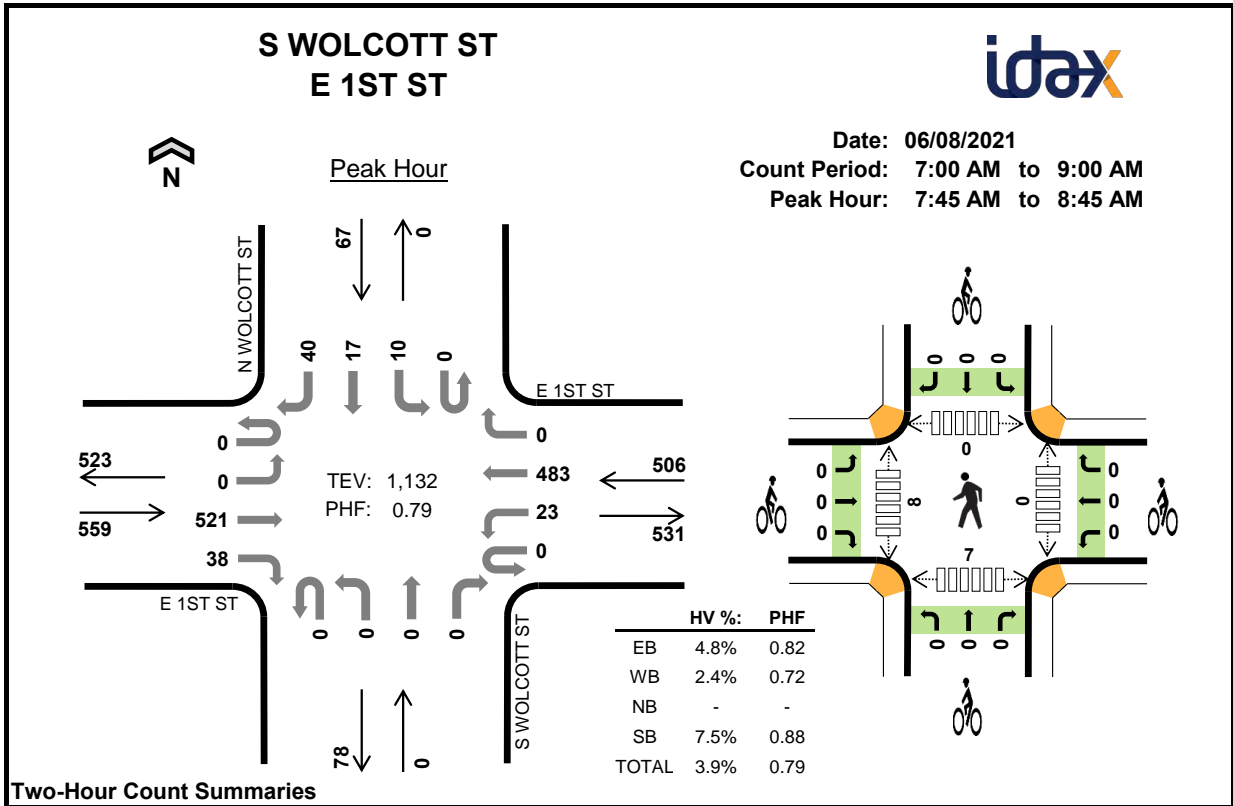 S WOLCOTT ST
E 1ST ST
idax
Date: 06/08/2021
Count Period: 7:00 AM to 9:00 AM
Peak Hour: 7:45 AM to 8:45 AM
N
Peak Hour
67
0
N WOLCOTT ST
40
17
10
0
E 1ST ST
0
0
523
559
521
38
TEV: 1,132
PHF: 0.79
0
483
23
0
506
531
E 1ST ST
0
0
0
0
S WOLCOTT ST
78
0
HV %: PHF
EB 4.8% 0.82
WB 2.4% 0.72
NB - -
SB 7.5% 0.88
TOTAL 3.9% 0.79
0 0 0
0
0
0
0
0
8
0
0
0
0
7
0 0 0
Two-Hour Count Summaries